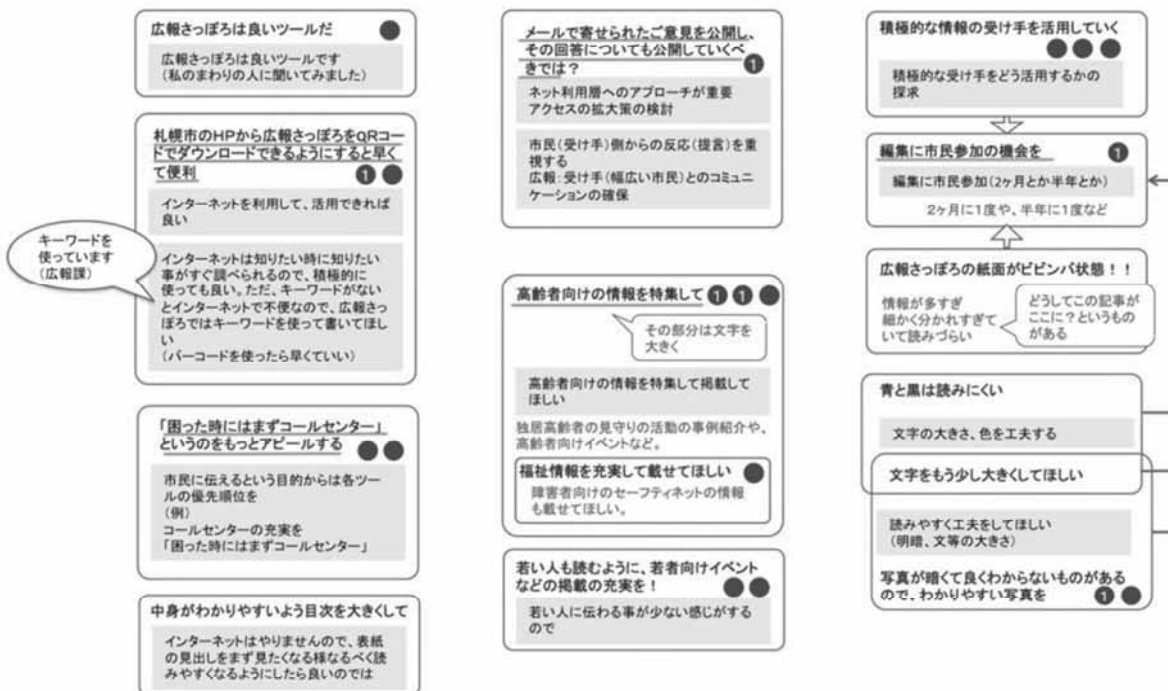 広報さっぽろは良いツールだ
広報さっぽろは良いツールです
(私のまわりの人に聞いてみました)
札幌市のHPから広報さっぽろをQRコー
ドでダウンロードできるようにすると早く
て便利
1
インターネットを利用して、活用できれば
良い
キーワードを
使っています
(広報課)
インターネットは知りたい時に知りたい
事がすぐ調べられるので、積極的に
使っても良い。ただ、キーワードがない
とインターネットで不便なので、広報さっ
ぽろではキーワードを使って書いてほし
い
(バーコードを使ったら早くていい)
「困った時にはまずコールセンター」
というのをもっとアピールする
市民に伝えるという目的からは各ツー
ルの優先順位を
(例)
コールセンターの充実を
「困った時にはまずコールセンター」
中身がわかりやすいよう目次を大きくして
インターネットはやりませんので、表紙
の見出しをまず見たくなる様なるべく読
みやすくなるようにしたら良いのでは
メールで寄せられたご意見を公開し、
その回答についても公開していくべ
きでは？
1
ネット利用層へのアプローチが重要
アクセスの拡大策の検討
市民(受け手)側からの反応(提言)を重
視する
広報:受け手(幅広い市民)とのコミュニ
ケーションの確保
高齢者向けの情報を特集して 1 1
その部分は文字を
大きく
高齢者向けの情報を特集して掲載して
ほしい
独居高齢者の見守りの活動の事例紹介や、
高齢者向けイベントなど。
福祉情報を充実して載せてほしい
障害者向けのセーフティネットの情報
も載せてほしい。
若い人も読むように、若者向けイベント
などの掲載の充実を！
若い人に伝わる事が少ない感じがする
ので
積極的な情報の受け手を活用していく
積極的な受け手をどう活用するかの
探求
編集に市民参加の機会を 1
編集に市民参加(2ヶ月とか半年とか)
2ヶ月に1度や、半年に1度など
広報さっぽろの紙面がビビンバ状態！！
情報が多すぎ
細かく分かれすぎて
いて読みづらい
どうしてこの記事が
ここに？というもの
がある
青と黒は読みにくい
文字の大きさ、色を工夫する
文字をもう少し大きくしてほしい
読みやすく工夫をしてほしい
(明暗、文等の大きさ)
写真が暗くて良くわからないものがある
ので、わかりやすい写真を 1